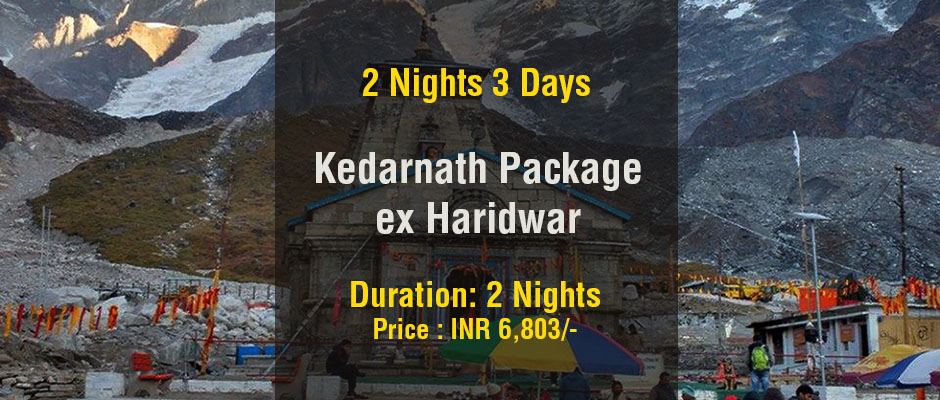 2 Nights 3 Days
Kedarnath Package
ex Haridwar
Duration: 2 Nights
Price : INR 6,803/-